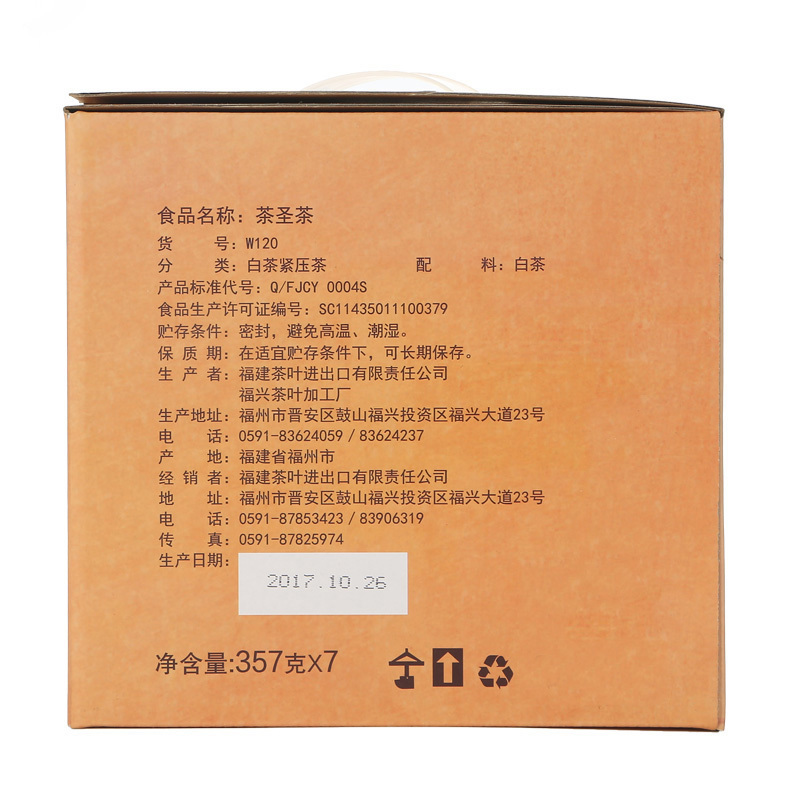 食品名称：茶圣茶
货 号：W120
分 类：白茶紧压茶 配 料：白茶
产品标准代号：Q/FJCY 0004S
食品生产许可证编号：SC11435011100379
贮存条件：密封，避免高温、潮湿。
保 质 期：在适宜贮存条件下，可长期保存。
生 产 者：福建茶叶进出口有限责任公司
福兴茶叶加工厂
生产地址：福州市晋安区鼓山福兴投资区福兴大道23号
电 话：0591-83624059 / 83624237
产 地：福建省福州市
经 销 者：福建茶叶进出口有限责任公司
地 址：福州市晋安区鼓山福兴投资区福兴大道23号
电 话：0591-87853423 / 83906319
传 真：0591-87825974
生产日期：
2017.10.26
净含量:357克X7